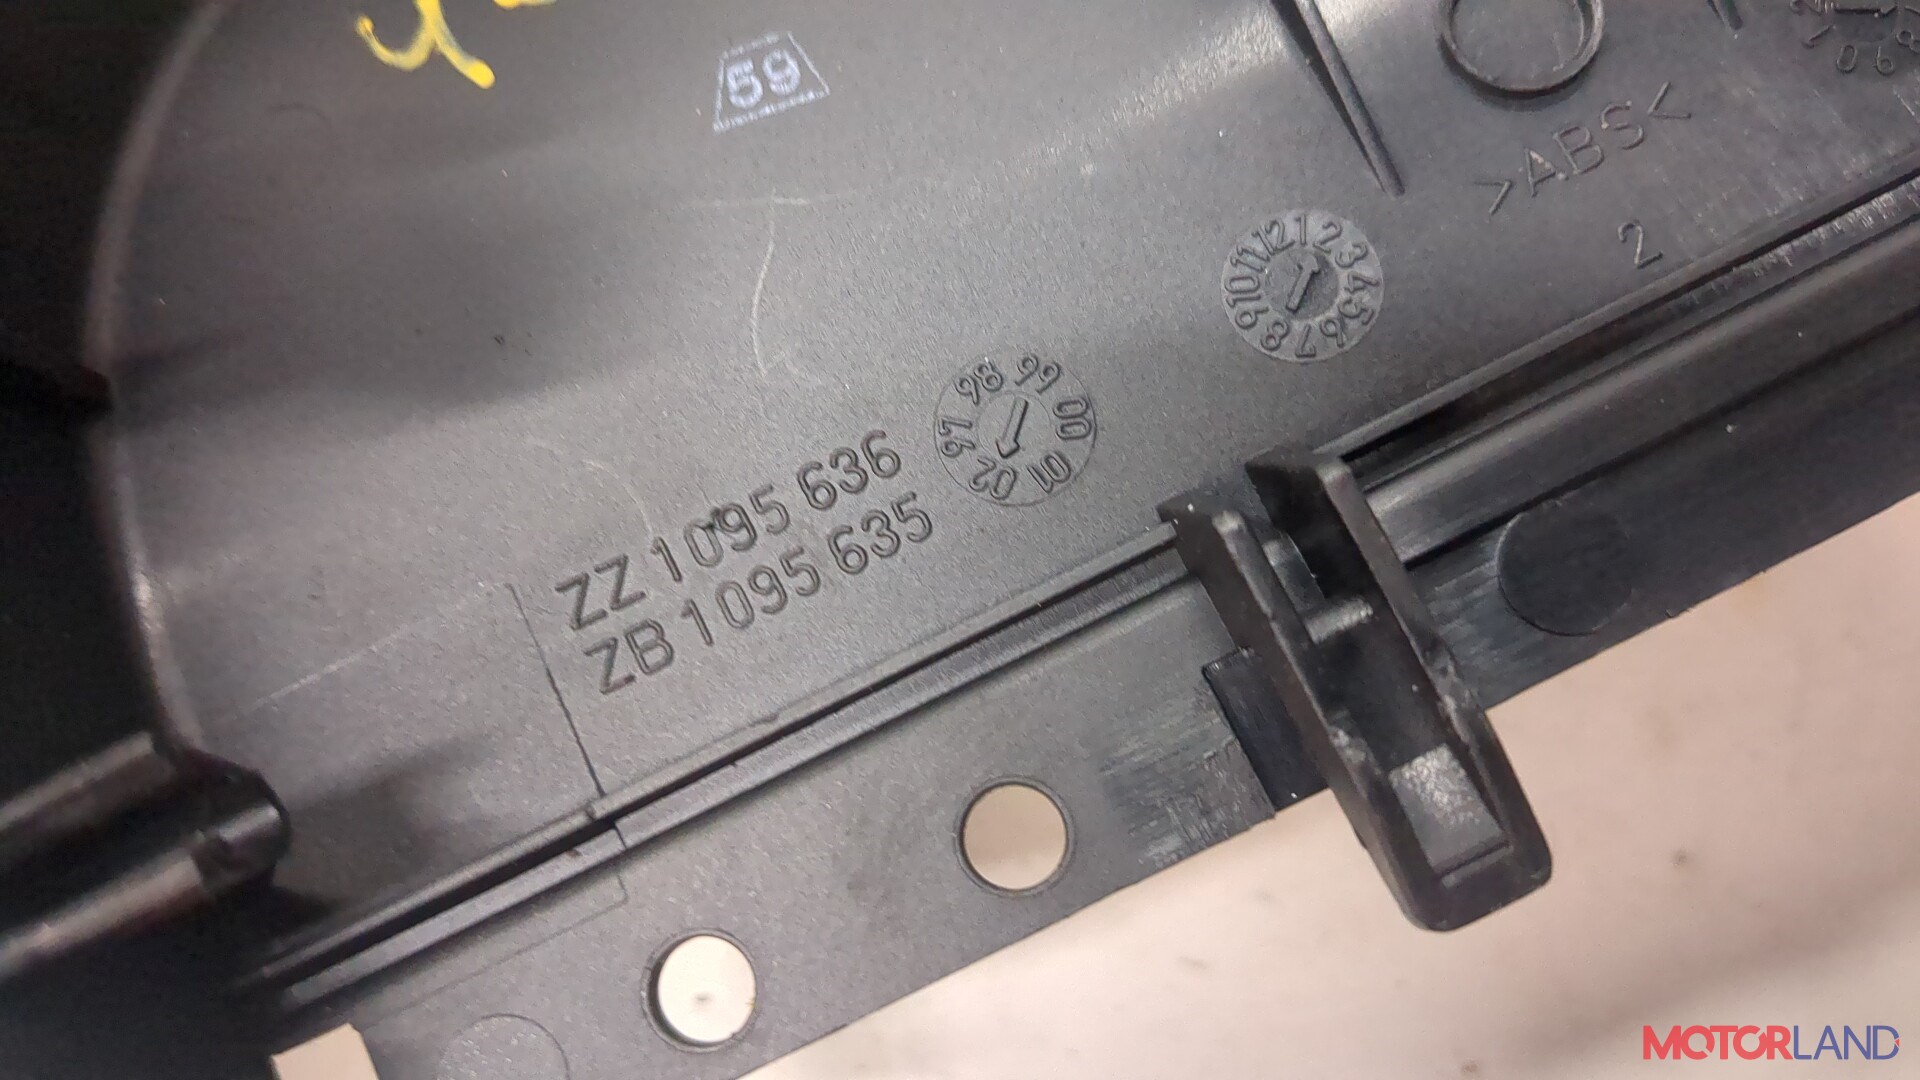 59
>ABS<
2
12 1 2 3 4 5 6 7 8 9 10 11
97 98 99 00 01 02
ZZ 1095 636
ZB 1095 635
MOTORLAND